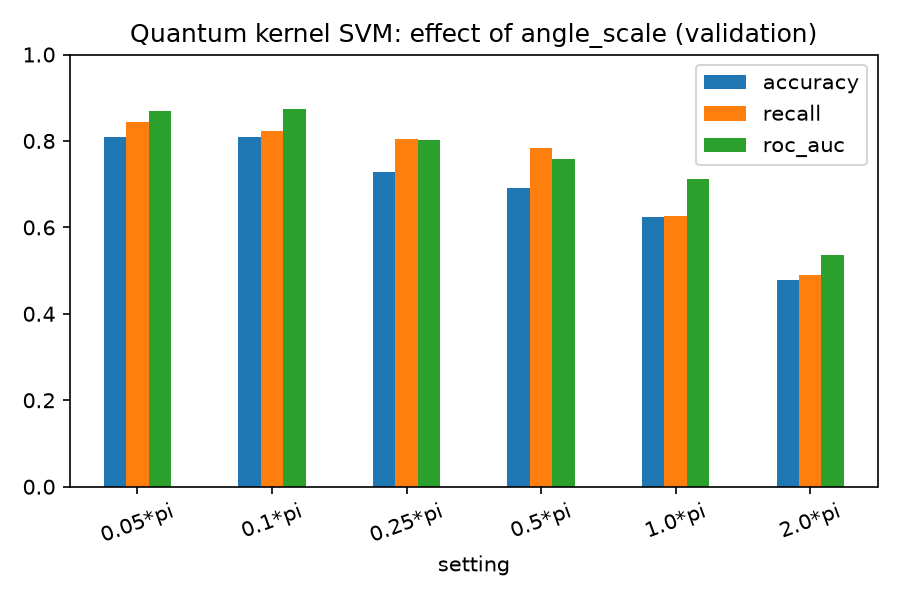 Quantum kernel SVM: effect of angle_scale (validation)
1.0
0.8
0.6
0.4
0.2
0.0
accuracy
recall
roc_auc
0.05*pi
0.1*pi
0.25*pi
0.5*pi
1.0*pi
2.0*pi
setting